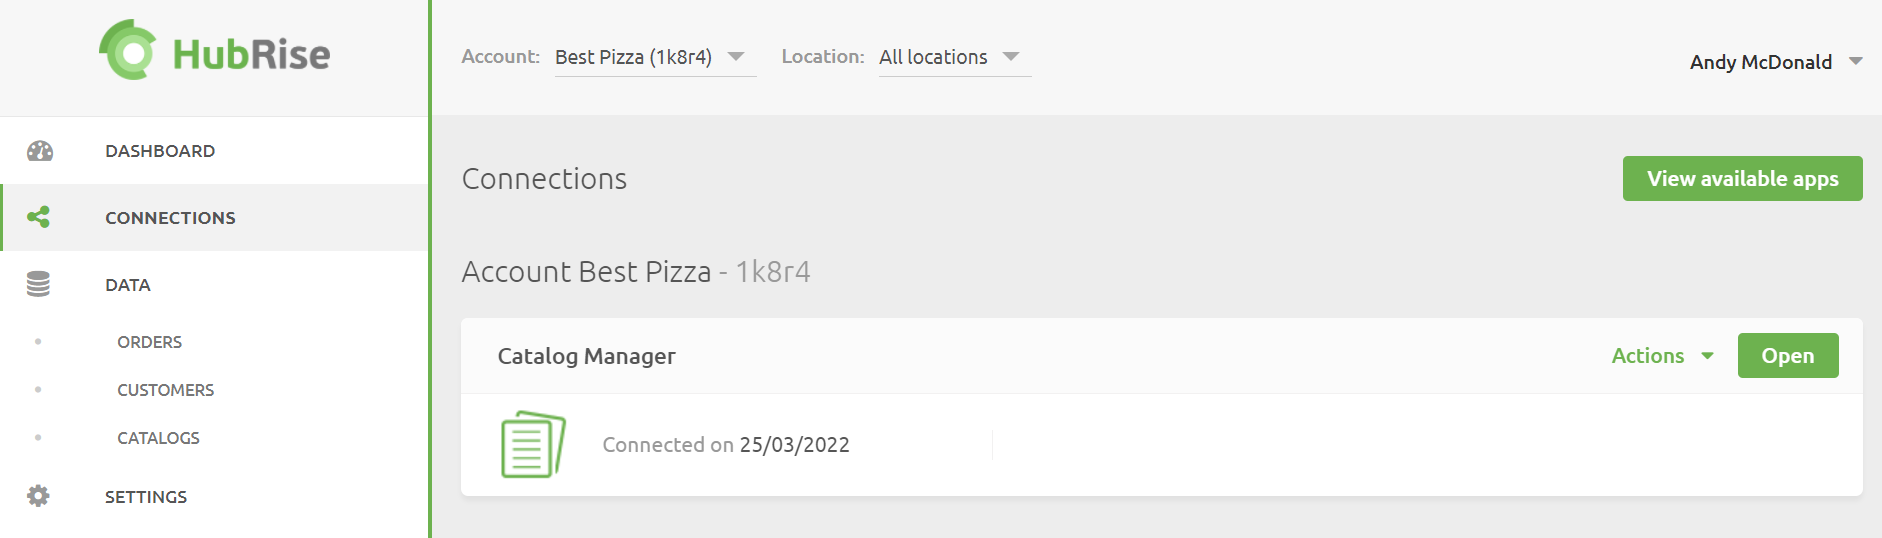 HubRise
Account: Best Pizza (1k8r4) Location: All locations
Andy McDonald
DASHBOARD
CONNECTIONS
DATA
ORDERS
CUSTOMERS
CATALOGS
SETTINGS
Connections
View available apps
Account Best Pizza - 1k8r4
Catalog Manager
Actions
Open
Connected on 25/03/2022